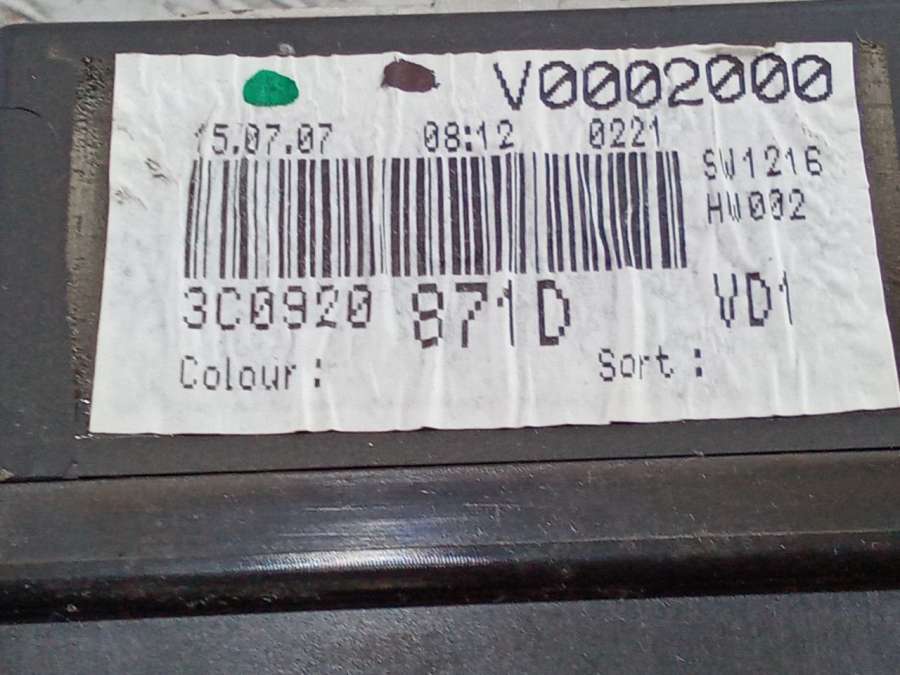 V0002000
15.07.07 08:12 0221
SW1216
HW002
3C0920 871D VD1
Colour: Sort: